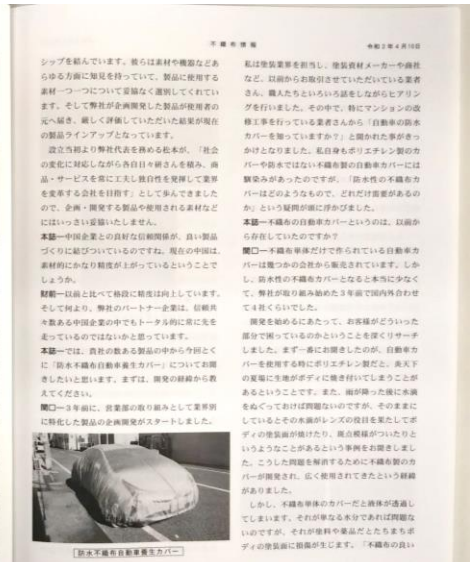 不織布情報
令和2年4月10日
シップを結んでいます。彼らは素材や機器などあ
らゆる方面に知見を持っていて、製品に使用する
素材一つ一つについて妥協なく選択してくれてい
ます。そして弊社が企画開発した製品が使用者の
元へ届き、厳しく評価していただいた結果が現在
の製品ラインアップとなっています。
設立当初より弊社代表を務める松本が、「社会
の変化に対応しながら各自日々研さんを積み、商
品・サービスを常に工夫し独自性を発揮して業界
を変革する会社を目指す」として歩んできました
ので、企画・開発する製品や使用される素材など
にはいっさい妥協いたしません。
本誌―中国企業との良好な信頼関係が、良い製品
づくりに結びついているのですね。現在の中国は、
素材的にかなり精度が上がっているということで
しょうか。
財前―以前と比べて格段に精度は向上しています。
そして何より、弊社のパートナー企業は、信頼共
々数ある中国企業の中でもトータル的に常に先を
走っているのではないかと思っています。
本誌―では、貴社の数ある製品の中から今回とく
に「防水不織布自動車養生カバー」についてお聞
きしたいと思います。まずは、開発の経緯から教
えてください。
関口―3年前に、営業部の取り組みとして業界別
に特化した製品の企画開発がスタートしました。
防水不織布自動車養生カバー
私は塗装業界を担当し、塗装資材メーカーや商社
など、以前からお取引させていただいている業者
さん、職人たちといろいろ話をしながらヒアリン
グを行いました。その中で、特にマンションの改
修工事を行っている業者さんから「自動車の防水
カバーを知っていますか？」と聞かれた事がきっ
かけとなりました。私自身もポリエチレン製のカ
バーや防水ではない不織布製の自動車カバーには
馴染みがあったのですが、「防水性の不織布カバ
ーはどのようなもので、どれだけ需要があるの
か」という疑問が頭に浮かびました。
本誌―不織布の自動車カバーというのは、以前か
ら存在していたのですか？
関口―不織布単体だけで作られている自動車カ
バーは幾つかの会社から販売されています。しか
し、防水性の不織布カバーとなると本当に少なく
て、弊社が取り組み始めた3年前で国内外合わせ
て4社くらいでした。
開発を始めるにあたって、お客様がどういった
部分で困っているのかということを深くリサーチ
しました。まず一番にお聞きしたのが、自動車カ
バーを使用する時にポリエチレン製だと、炎天下
の夏場に生地がボディに焼き付いてしまうことが
あるということです。また、雨が降った後に水滴
をぬぐっておけば問題ないのですが、そのままに
しているとその水滴がレンズの役目を果たしてボ
ディの塗装面が焼けたり、斑点模様がついたりと
いうようなことがあるという事例をお聞きしまし
た。こうした問題を解消するために不織布製のカ
バーが開発され、広く使用されてきたという経緯
がありました。
しかし、不織布単体のカバーだと液体が透過し
てしまいます。それが単なる水分であれば問題な
いのですが、それが塗料や薬品だとたちまちボ
ディの塗装面に損傷が生じます。「不織布の良い